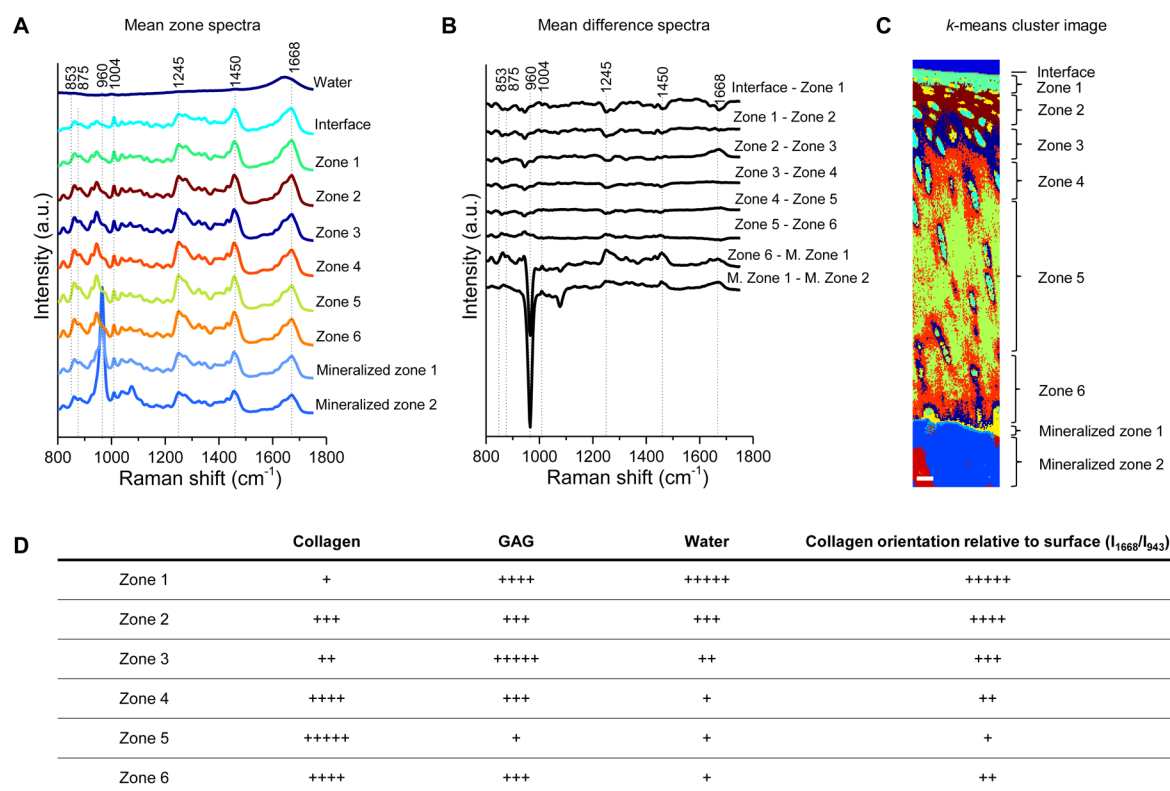 A
Mean zone spectra
853
875
960
1004
1245
1450
1668
Water
Interface
Zone 1
Zone 2
Zone 3
Zone 4
Zone 5
Zone 6
Mineralized zone 1
Mineralized zone 2
Intensity (a.u.)
800 1000 1200 1400 1600 1800
Raman shift (cm⁻¹)
B
Mean difference spectra
853
875
960
1004
1245
1450
1668
Interface - Zone 1
Zone 1 - Zone 2
Zone 2 - Zone 3
Zone 3 - Zone 4
Zone 4 - Zone 5
Zone 5 - Zone 6
Zone 6 - M. Zone 1
M. Zone 1 - M. Zone 2
Intensity (a.u.)
800 1000 1200 1400 1600 1800
Raman shift (cm⁻¹)
C
k-means cluster image
Interface
Zone 1
Zone 2
Zone 3
Zone 4
Zone 5
Zone 6
Mineralized zone 1
Mineralized zone 2
D
Collagen GAG Water Collagen orientation relative to surface (I₁₆₆₈/I₉₄₃)
Zone 1 + ++++ +++++ +++++
Zone 2 +++ +++ +++ ++++
Zone 3 ++ +++++ ++ +++
Zone 4 ++++ +++ + ++
Zone 5 +++++ + + +
Zone 6 ++++ +++ + ++